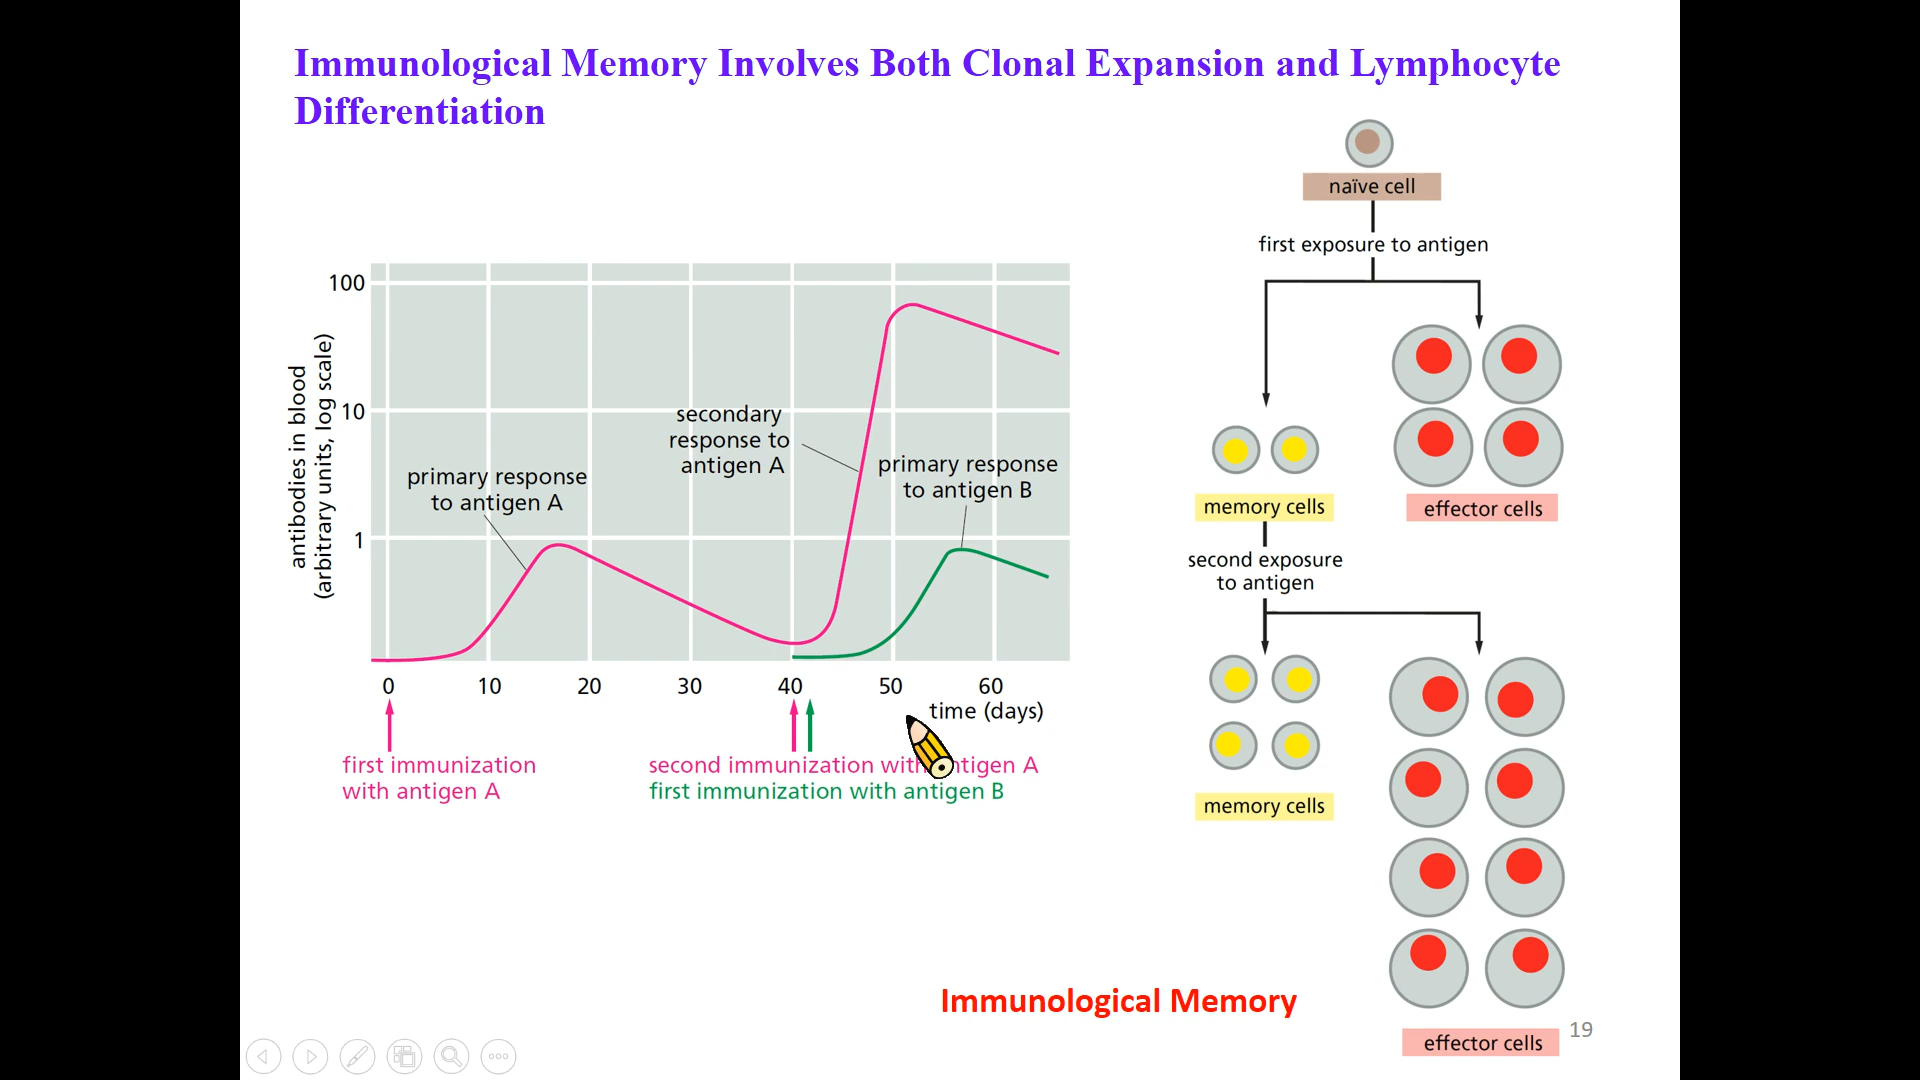 Immunological Memory Involves Both Clonal Expansion and Lymphocyte
Differentiation
antibodies in blood
(arbitrary units, log scale)
100
10
1
primary response
to antigen A
secondary
response to
antigen A
primary response
to antigen B
0 10 20 30 40 50 60
time (days)
first immunization
with antigen A
second immunization with antigen A
first immunization with antigen B
naïve cell
first exposure to antigen
memory cells
effector cells
second exposure
to antigen
memory cells
effector cells
Immunological Memory
19